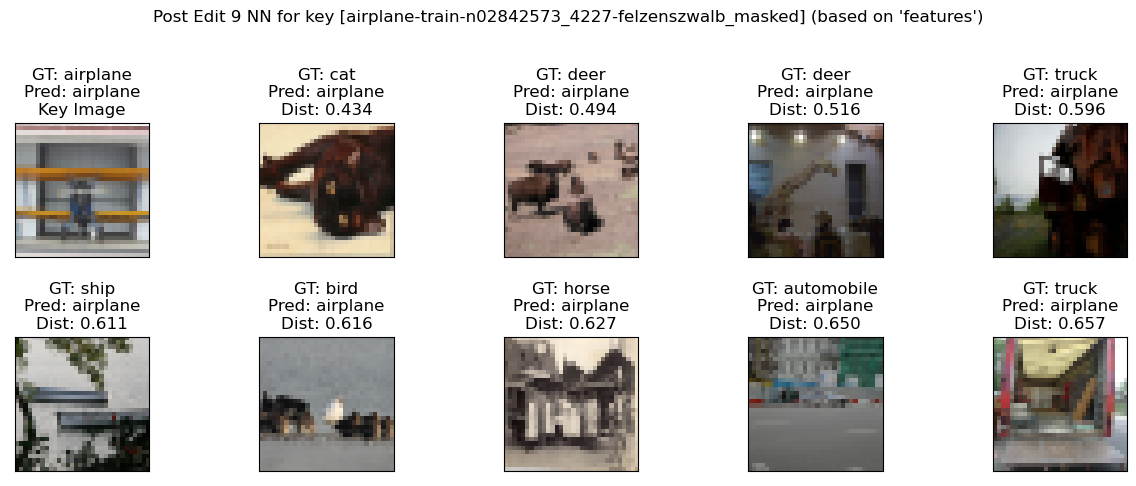 Post Edit 9 NN for key [airplane-train-n02842573_4227-felzenszwalb_masked] (based on 'features')
GT: airplane
Pred: airplane
Key Image
GT: cat
Pred: airplane
Dist: 0.434
GT: deer
Pred: airplane
Dist: 0.494
GT: deer
Pred: airplane
Dist: 0.516
GT: truck
Pred: airplane
Dist: 0.596
GT: ship
Pred: airplane
Dist: 0.611
GT: bird
Pred: airplane
Dist: 0.616
GT: horse
Pred: airplane
Dist: 0.627
GT: automobile
Pred: airplane
Dist: 0.650
GT: truck
Pred: airplane
Dist: 0.657